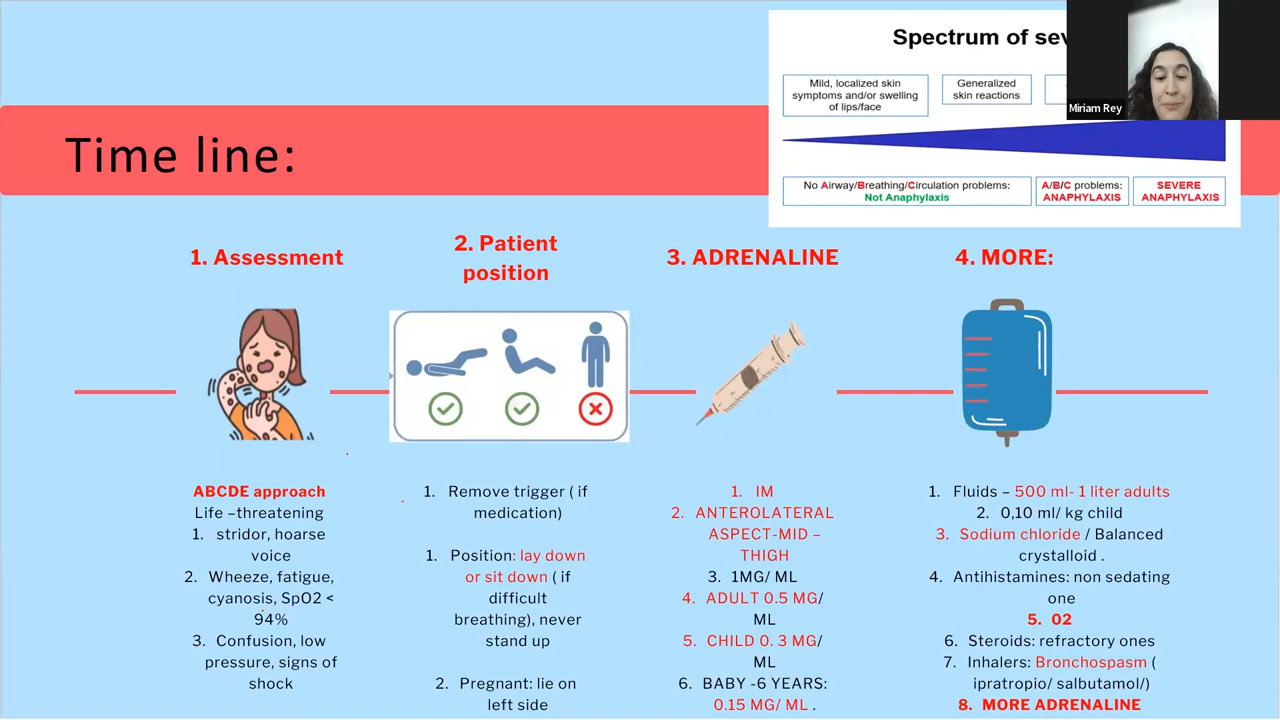 Spectrum of sev
Mild, localized skin
symptoms and/or swelling
of lips/face
Generalized
skin reactions
Miriam Rey
No Airway/Breathing/Circulation problems:
Not Anaphylaxis
A/B/C problems:
ANAPHYLAXIS
SEVERE
ANAPHYLAXIS
Time line:
1. Assessment
ABCDE approach
Life –threatening
1. stridor, hoarse
voice
2. Wheeze, fatigue,
cyanosis, SpO2 <
94%
3. Confusion, low
pressure, signs of
shock
2. Patient
position
1. Remove trigger ( if
medication)
1. Position: lay down
or sit down ( if
difficult
breathing), never
stand up
2. Pregnant: lie on
left side
3. ADRENALINE
1. IM
2. ANTEROLATERAL
ASPECT-MID –
THIGH
3. 1MG/ ML
4. ADULT 0.5 MG/
ML
5. CHILD 0. 3 MG/
ML
6. BABY -6 YEARS:
0.15 MG/ ML .
4. MORE:
1. Fluids – 500 ml- 1 liter adults
2. 0,10 ml/ kg child
3. Sodium chloride / Balanced
crystalloid .
4. Antihistamines: non sedating
one
5. 02
6. Steroids: refractory ones
7. Inhalers: Bronchospasm (
ipratropio/ salbutamol/)
8. MORE ADRENALINE